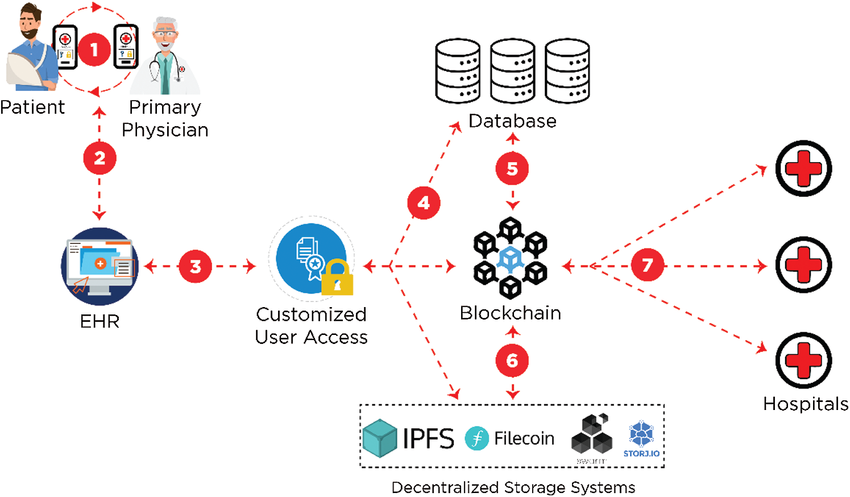 1
Patient
Primary
Physician
2
EHR
3
Customized
User Access
4
Database
5
Blockchain
6
7
Hospitals
IPFS
Filecoin
SWARM
STORJ.IO
Decentralized Storage Systems